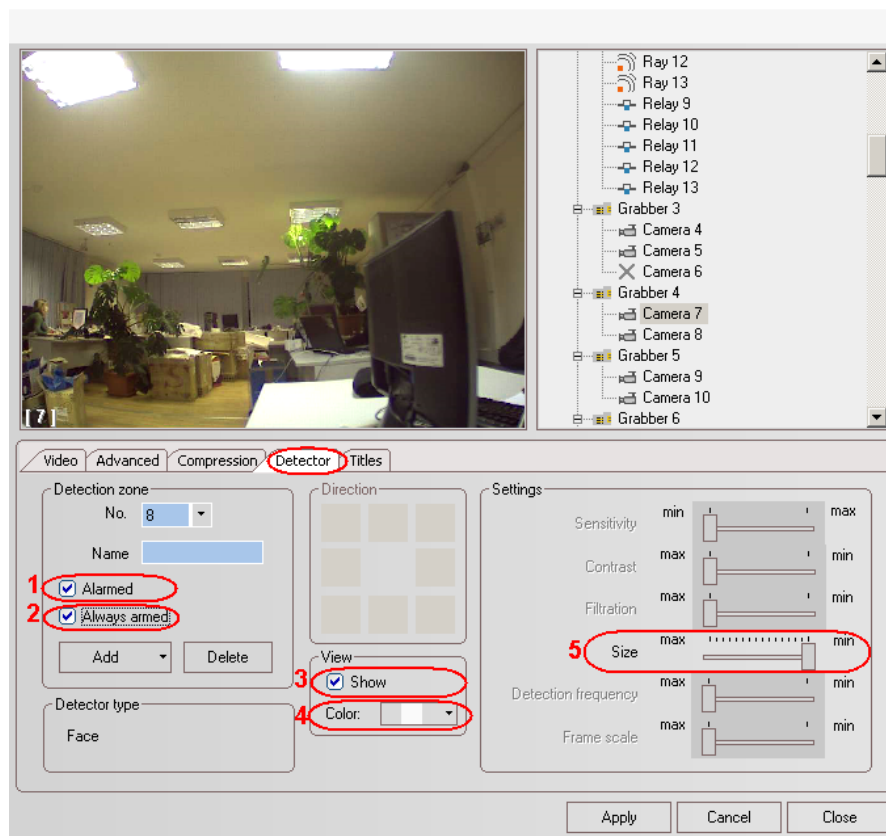 Ray 12
Ray 13
Relay 9
Relay 10
Relay 11
Relay 12
Relay 13
Grabber 3
Camera 4
Camera 5
Camera 6
Grabber 4
Camera 7
Camera 8
Grabber 5
Camera 9
Camera 10
Grabber 6
[7]
Video Advanced Compression Detector Titles
Detection zone
No. 8
Name
1 Alarmed
2 Always armed
Add Delete
Detector type
Face
Direction
View
3 Show
4 Color:
Settings
Sensitivity min max
Contrast max min
Filtration max min
5 Size max min
Detection frequency max min
Frame scale max min
Apply Cancel Close